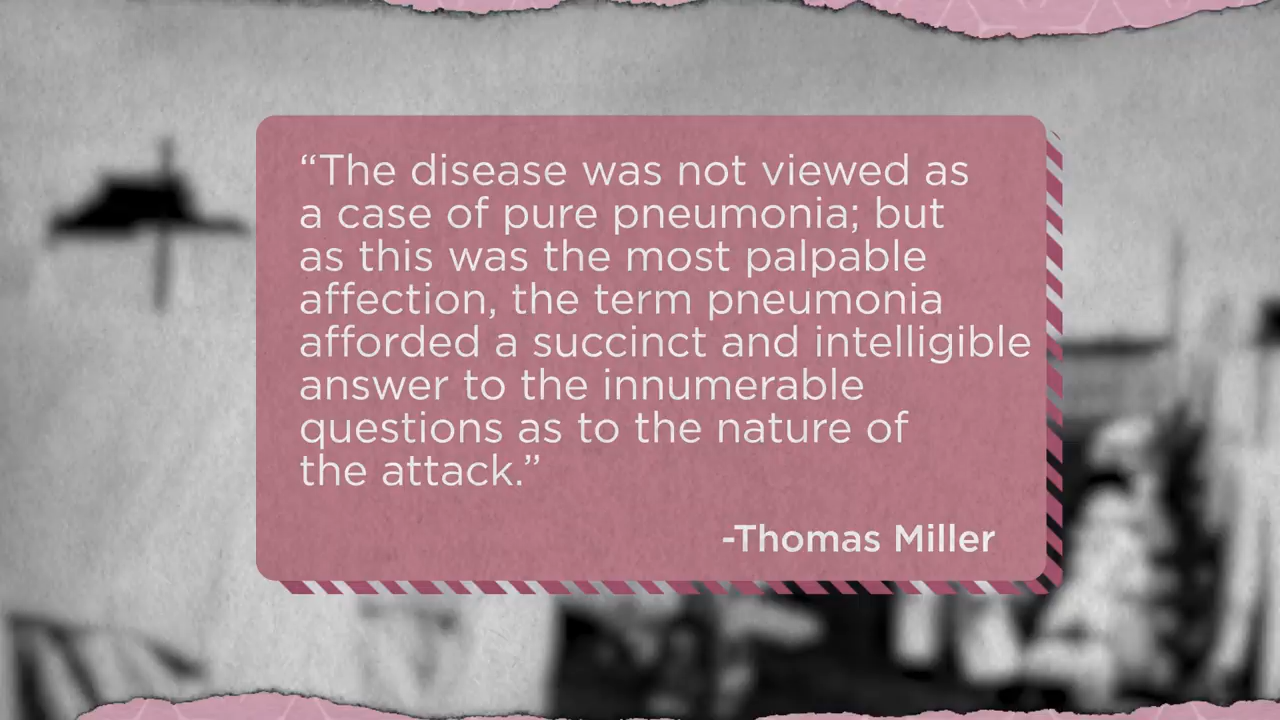 “The disease was not viewed as
a case of pure pneumonia; but
as this was the most palpable
affection, the term pneumonia
afforded a succinct and intelligible
answer to the innumerable
questions as to the nature of
the attack.”
-Thomas Miller